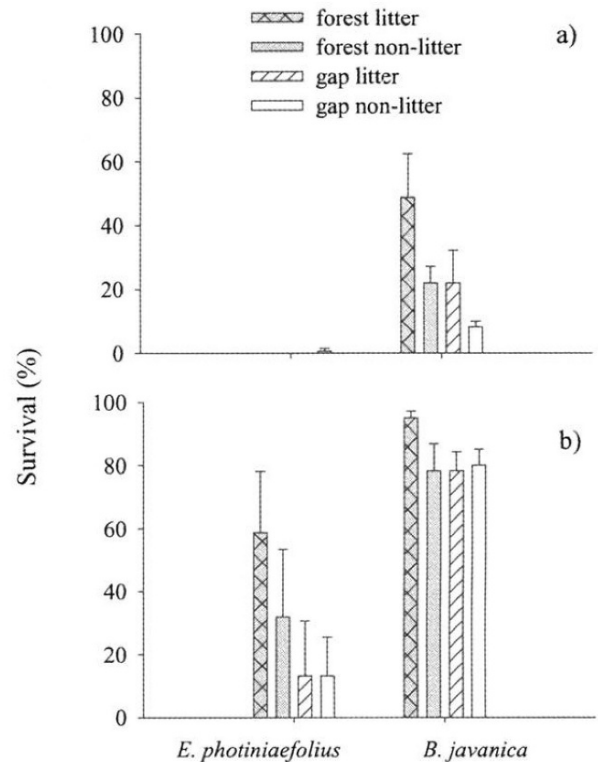 forest litter
forest non-litter
gap litter
gap non-litter
a)
100
80
60
40
20
0
Survival (%)
b)
100
80
60
40
20
0
E. photiniaefolius B. javanica